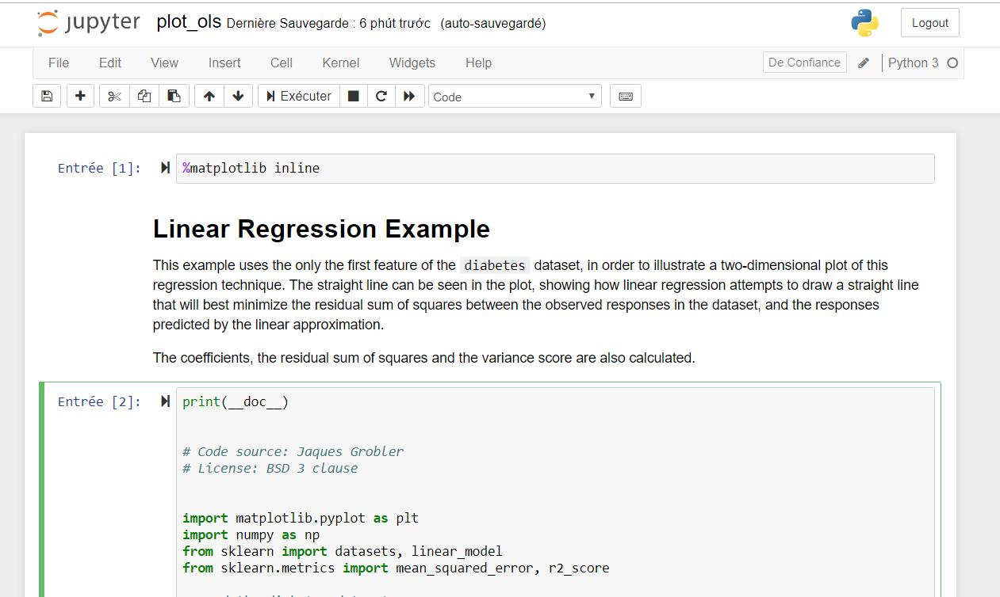 jupyter plot_ols Dernière Sauvegarde : 6 phút trước (auto-sauvegardé) Logout
File Edit View Insert Cell Kernel Widgets Help De Confiance Python 3
Exécuter Code
Entrée [1]: %matplotlib inline
Linear Regression Example
This example uses the only the first feature of the diabetes dataset, in order to illustrate a two-dimensional plot of this
regression technique. The straight line can be seen in the plot, showing how linear regression attempts to draw a straight line
that will best minimize the residual sum of squares between the observed responses in the dataset, and the responses
predicted by the linear approximation.
The coefficients, the residual sum of squares and the variance score are also calculated.
Entrée [2]: print(__doc__)
# Code source: Jaques Grobler
# License: BSD 3 clause
import matplotlib.pyplot as plt
import numpy as np
from sklearn import datasets, linear_model
from sklearn.metrics import mean_squared_error, r2_score